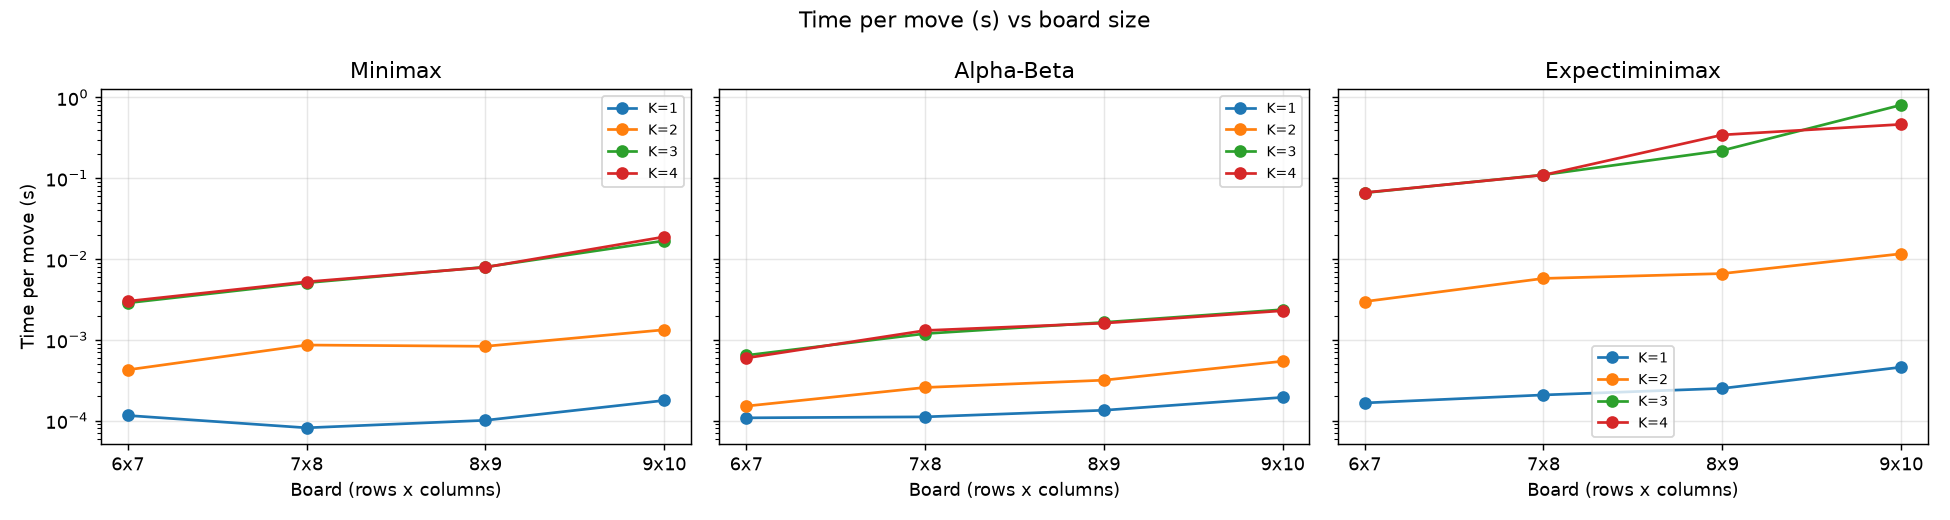 Time per move (s) vs board size
Minimax
Time per move (s)
10⁰
10⁻¹
10⁻²
10⁻³
10⁻⁴
K=1
K=2
K=3
K=4
6x7 7x8 8x9 9x10
Board (rows x columns)
Alpha-Beta
K=1
K=2
K=3
K=4
6x7 7x8 8x9 9x10
Board (rows x columns)
Expectiminimax
K=1
K=2
K=3
K=4
6x7 7x8 8x9 9x10
Board (rows x columns)